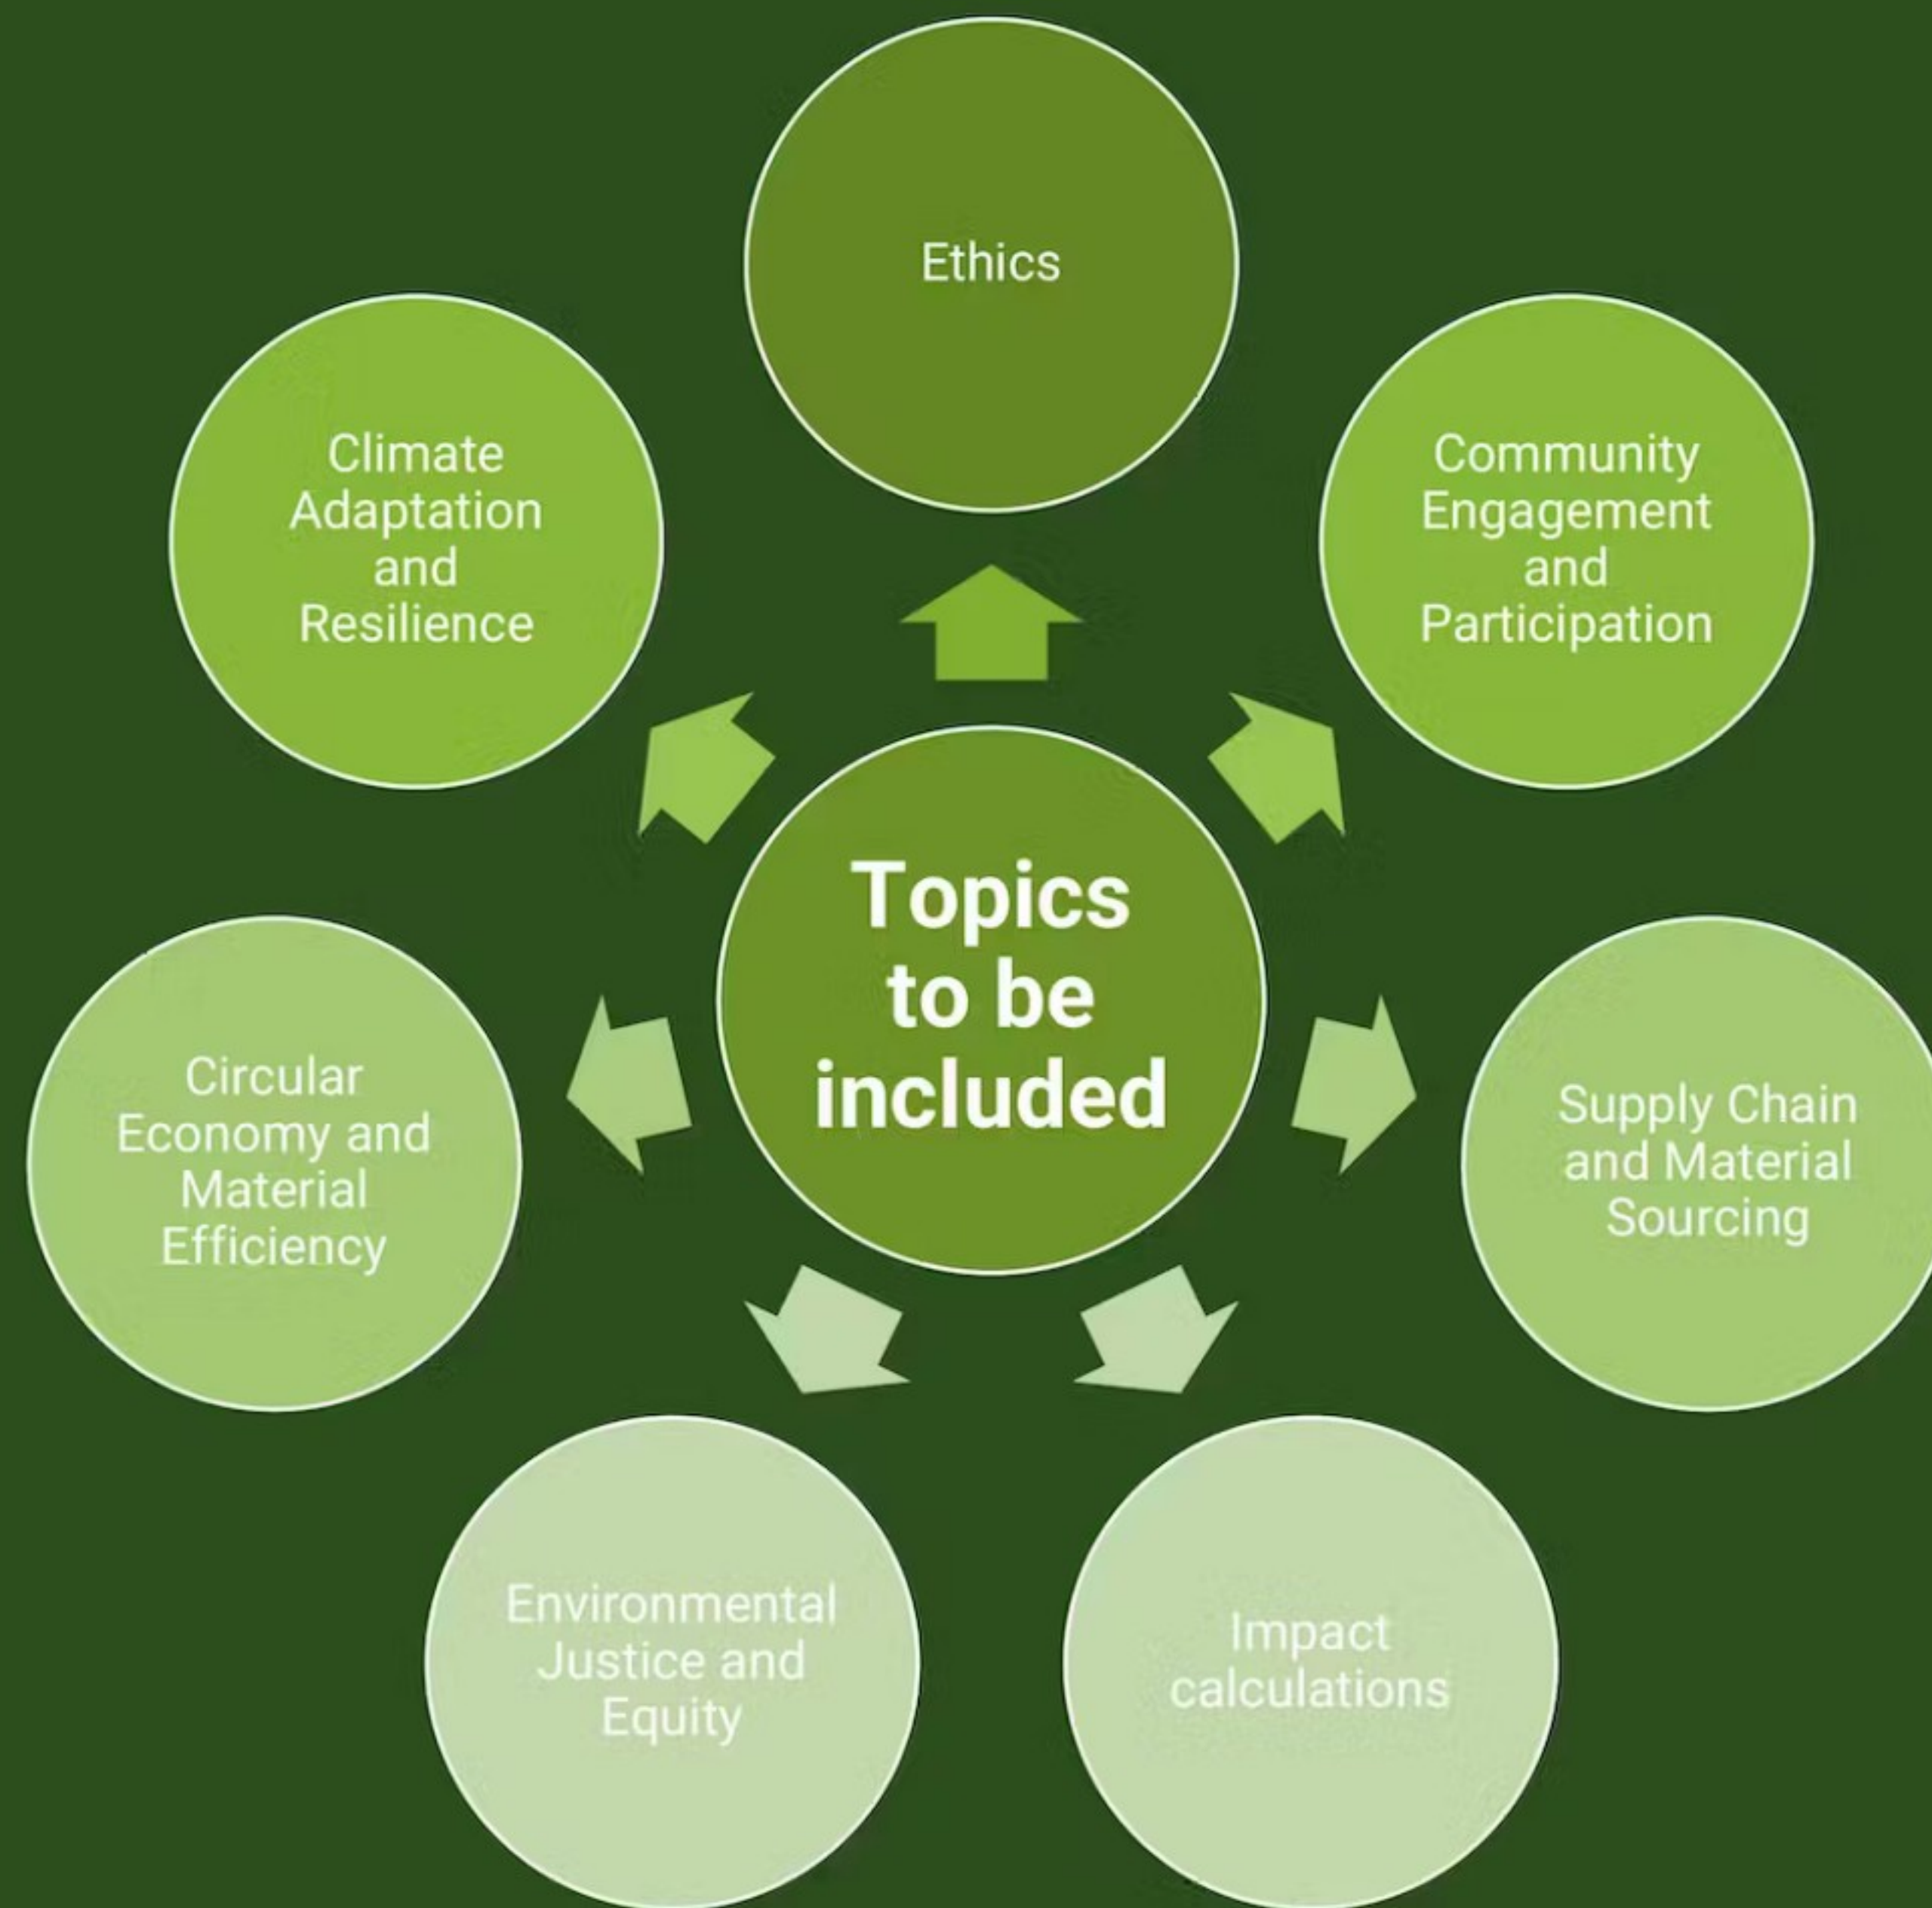 Topics
to be
included
Ethics
Community
Engagement
and
Participation
Supply Chain
and Material
Sourcing
Impact
calculations
Environmental
Justice and
Equity
Circular
Economy and
Material
Efficiency
Climate
Adaptation
and
Resilience